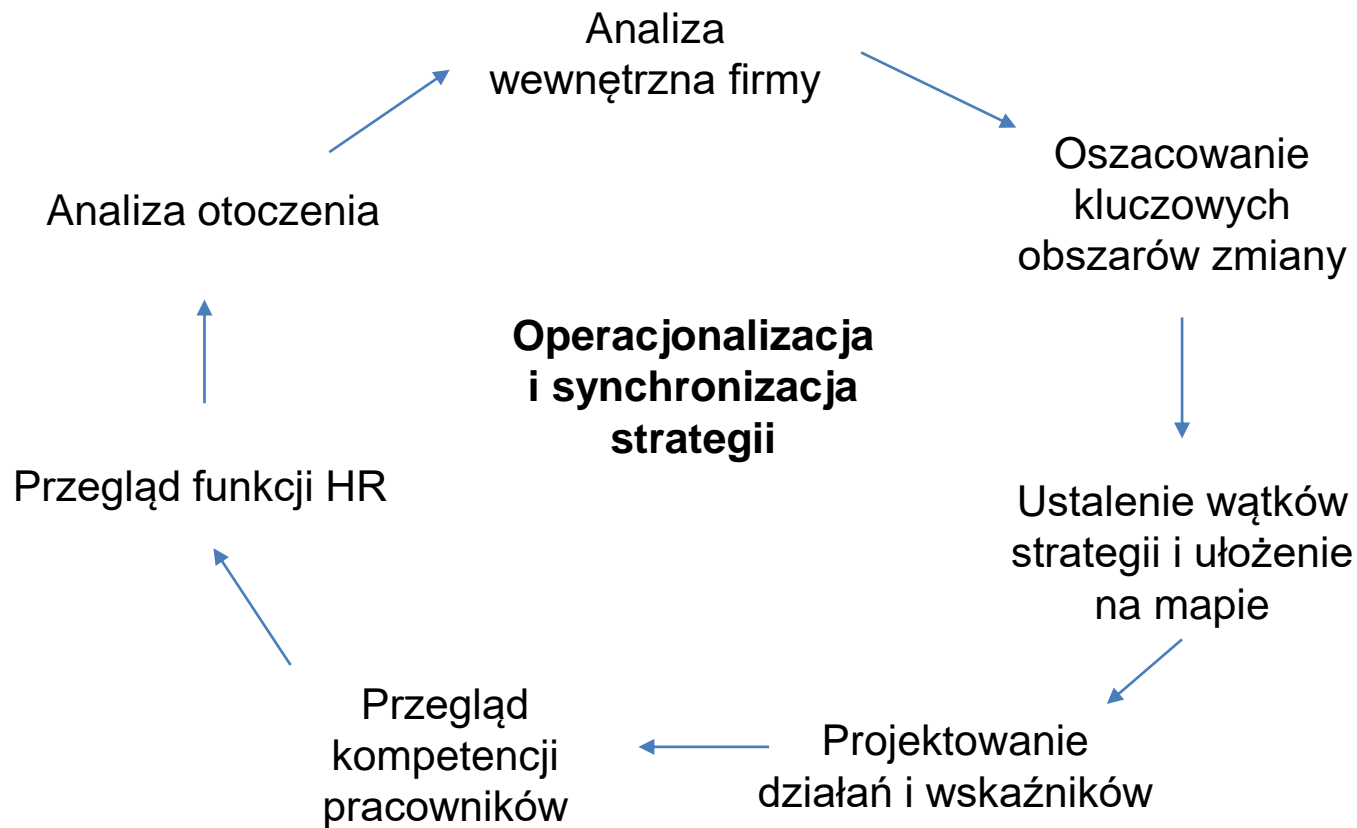 Analiza
wewnętrzna firmy
Oszacowanie
kluczowych
obszarów zmiany
Analiza otoczenia
Operacjonalizacja
i synchronizacja
strategii
Przegląd funkcji HR
Ustalenie wątków
strategii i ułożenie
na mapie
Przegląd
kompetencji
pracowników
Projektowanie
działań i wskaźników